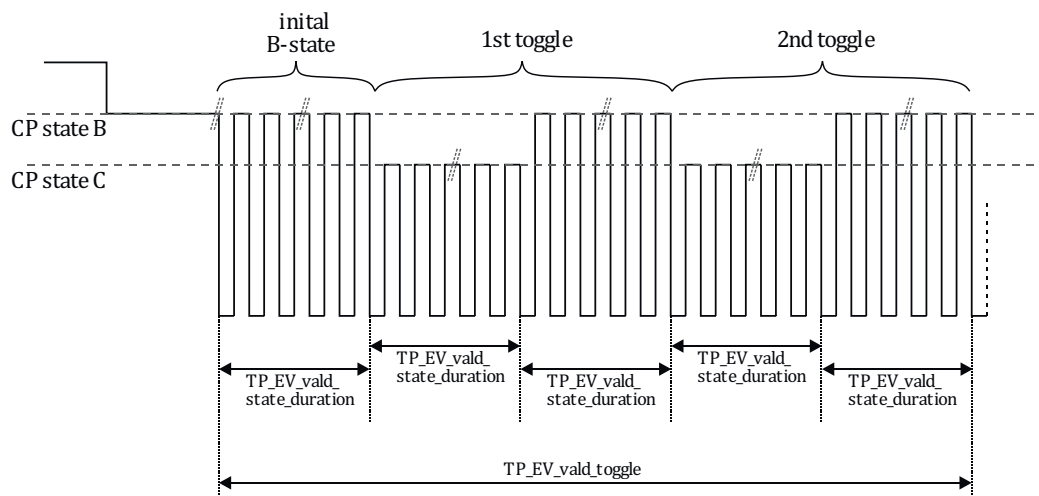 inital
B-state
1st toggle
2nd toggle
CP state B
CP state C
TP_EV_vald_
state_duration
TP_EV_vald_
state_duration
TP_EV_vald_
state_duration
TP_EV_vald_
state_duration
TP_EV_vald_
state_duration
TP_EV_vald_toggle